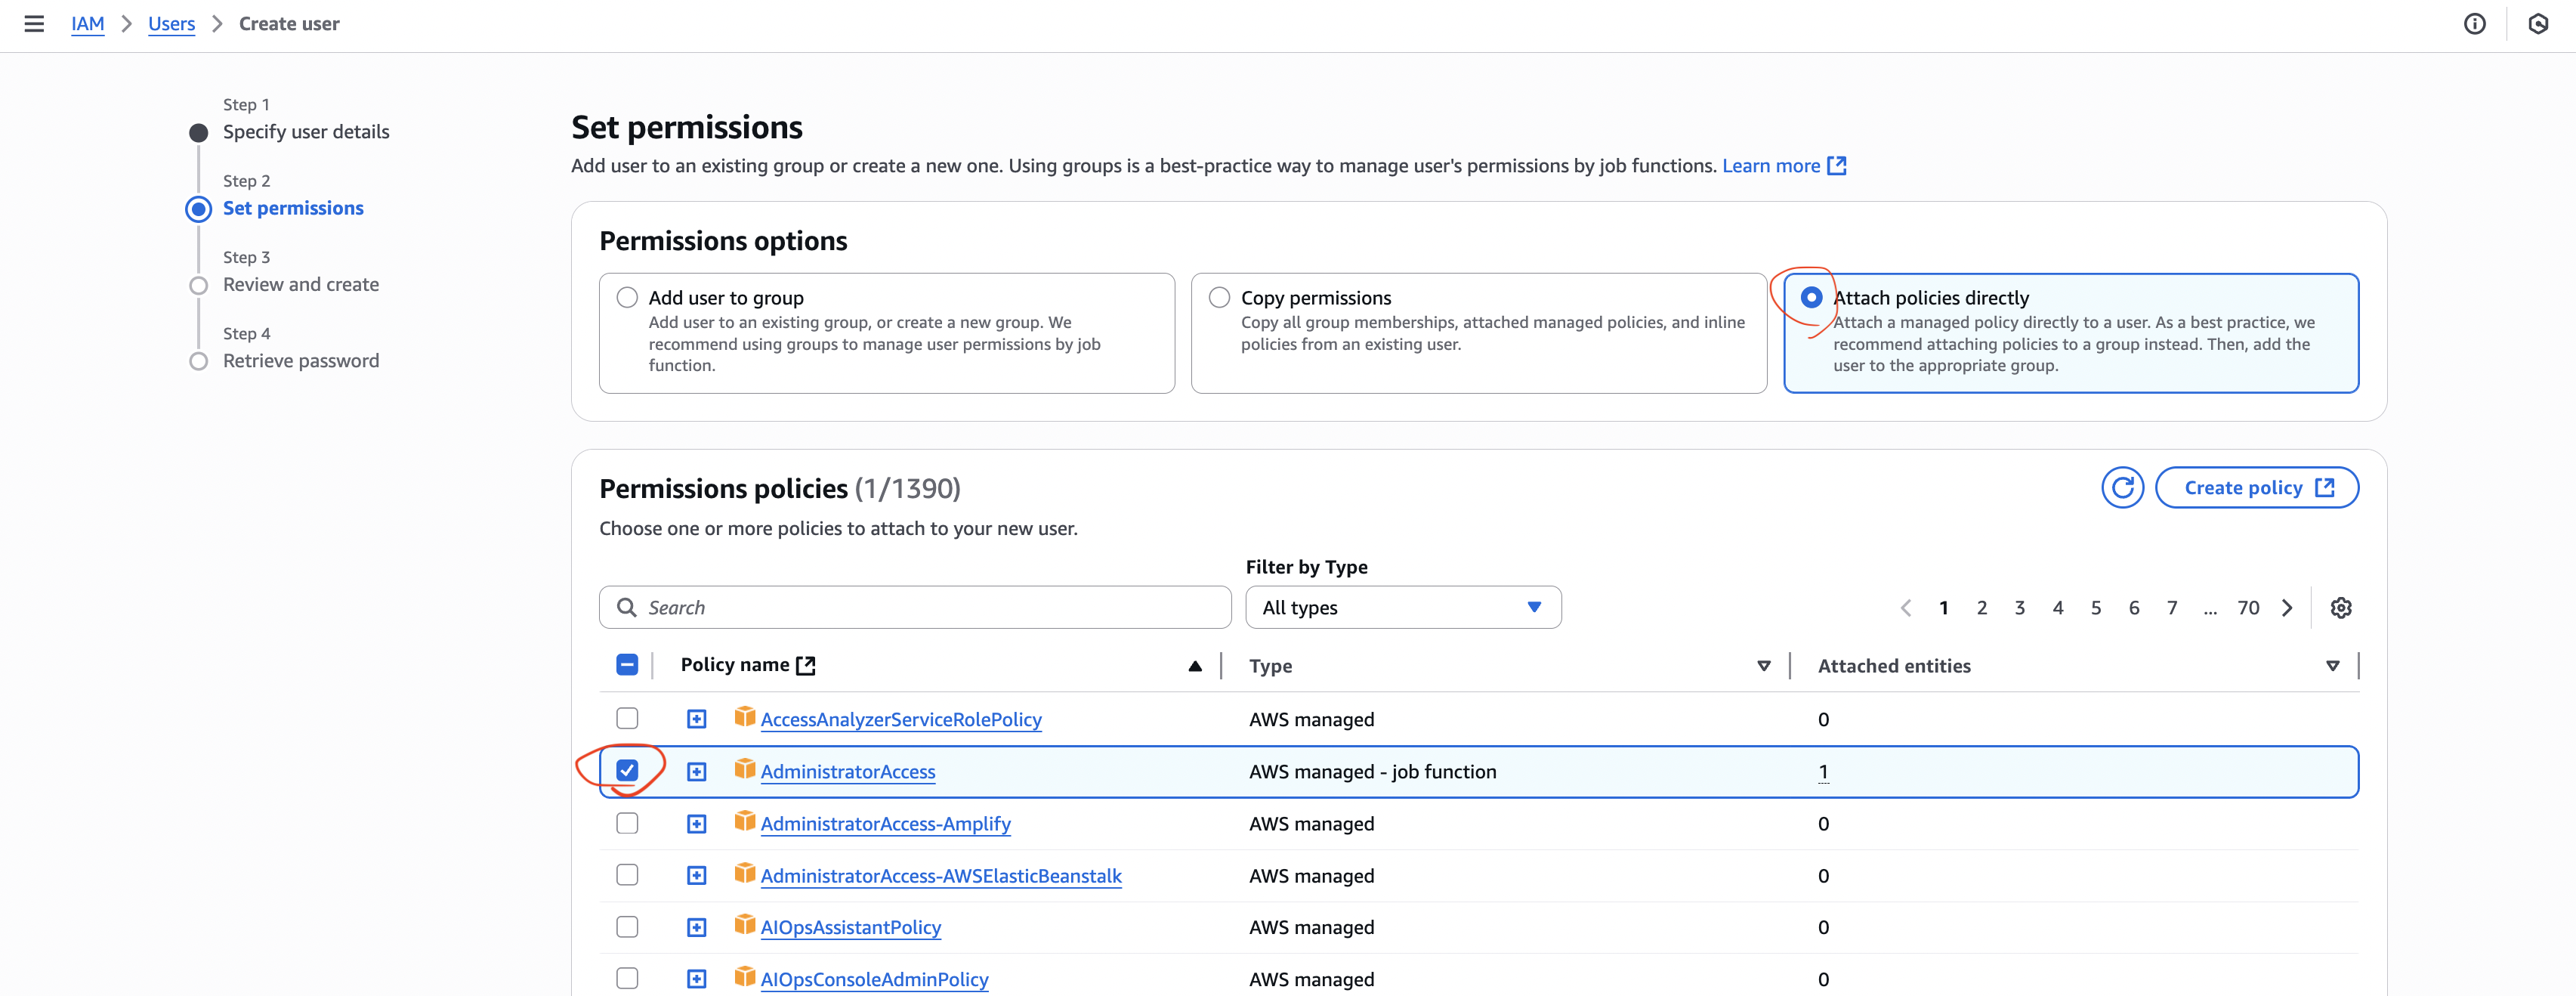 IAM > Users > Create user
Step 1
Specify user details
Step 2
Set permissions
Step 3
Review and create
Step 4
Retrieve password
Set permissions
Add user to an existing group or create a new one. Using groups is a best-practice way to manage user's permissions by job functions. Learn more
Permissions options
Add user to group
Add user to an existing group, or create a new group. We
recommend using groups to manage user permissions by job
function.
Copy permissions
Copy all group memberships, attached managed policies, and inline
policies from an existing user.
Attach policies directly
Attach a managed policy directly to a user. As a best practice, we
recommend attaching policies to a group instead. Then, add the
user to the appropriate group.
Permissions policies (1/1390)
Create policy
Choose one or more policies to attach to your new user.
Filter by Type
Search
All types
1 2 3 4 5 6 7 ... 70
Policy name Type Attached entities
AccessAnalyzerServiceRolePolicy AWS managed 0
AdministratorAccess AWS managed - job function 1
AdministratorAccess-Amplify AWS managed 0
AdministratorAccess-AWSElasticBeanstalk AWS managed 0
AIOpsAssistantPolicy AWS managed 0
AIOpsConsoleAdminPolicy AWS managed 0